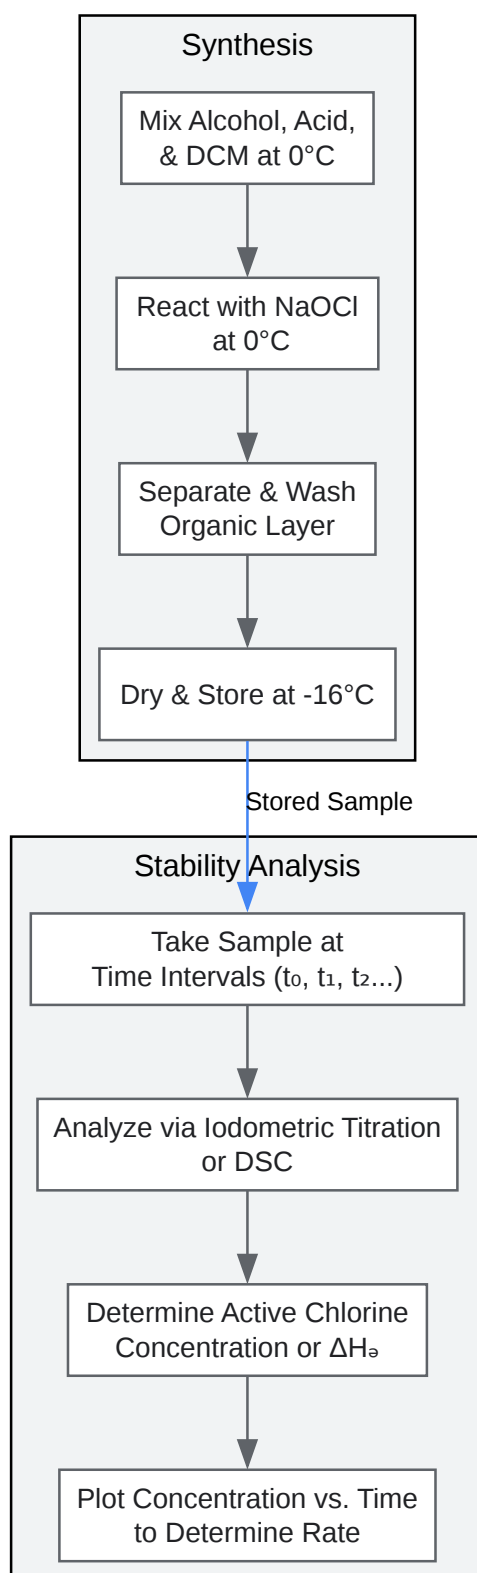 Synthesis
Mix Alcohol, Acid,
& DCM at 0°C
React with NaOCl
at 0°C
Separate & Wash
Organic Layer
Dry & Store at -16°C
Stored Sample
Stability Analysis
Take Sample at
Time Intervals (t₀, t₁, t₂...)
Analyze via Iodometric Titration
or DSC
Determine Active Chlorine
Concentration or ΔHₔ
Plot Concentration vs. Time
to Determine Rate